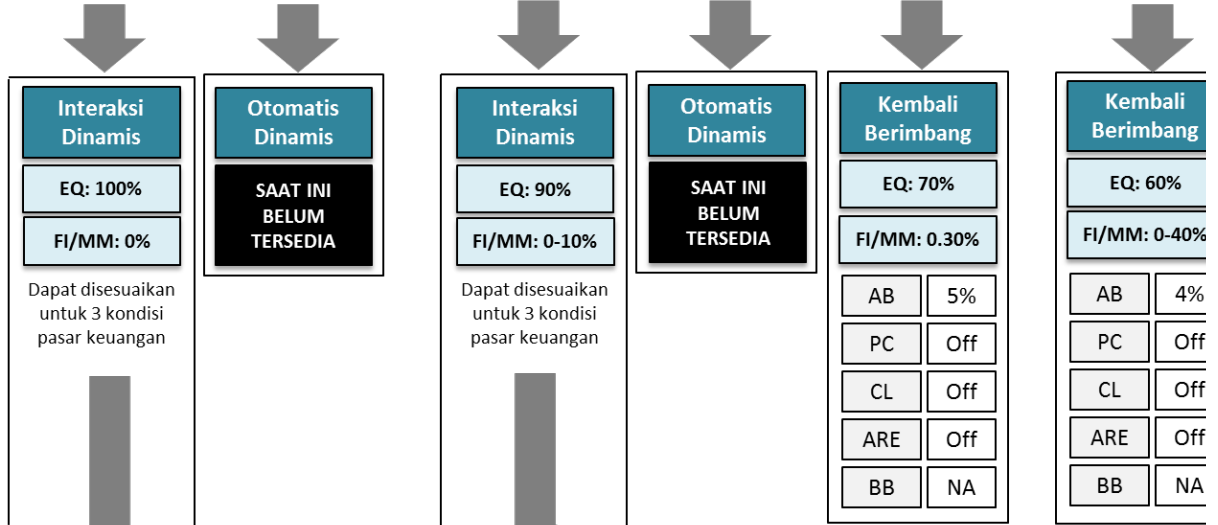 Interaksi
Dinamis
EQ: 100%
FI/MM: 0%
Dapat disesuaikan
untuk 3 kondisi
pasar keuangan
Otomatis
Dinamis
SAAT INI
BELUM
TERSEDIA
Interaksi
Dinamis
EQ: 90%
FI/MM: 0-10%
Dapat disesuaikan
untuk 3 kondisi
pasar keuangan
Otomatis
Dinamis
SAAT INI
BELUM
TERSEDIA
Kembali
Berimbang
EQ: 70%
FI/MM: 0.30%
AB 5%
PC Off
CL Off
ARE Off
BB NA
Kembali
Berimbang
EQ: 60%
FI/MM: 0-40%
AB 4%
PC Off
CL Off
ARE Off
BB NA